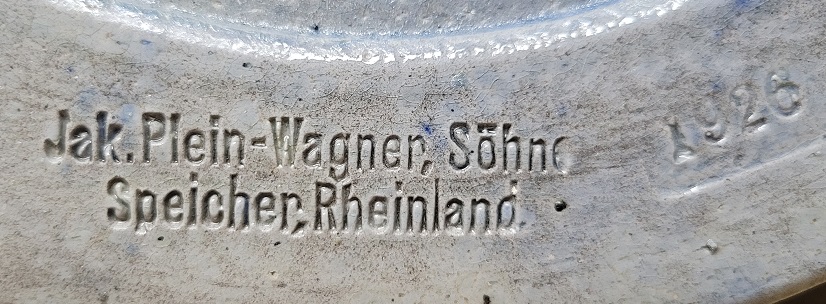 Jak. Plein-Wagner, Söhne
Speicher, Rheinland.
1926